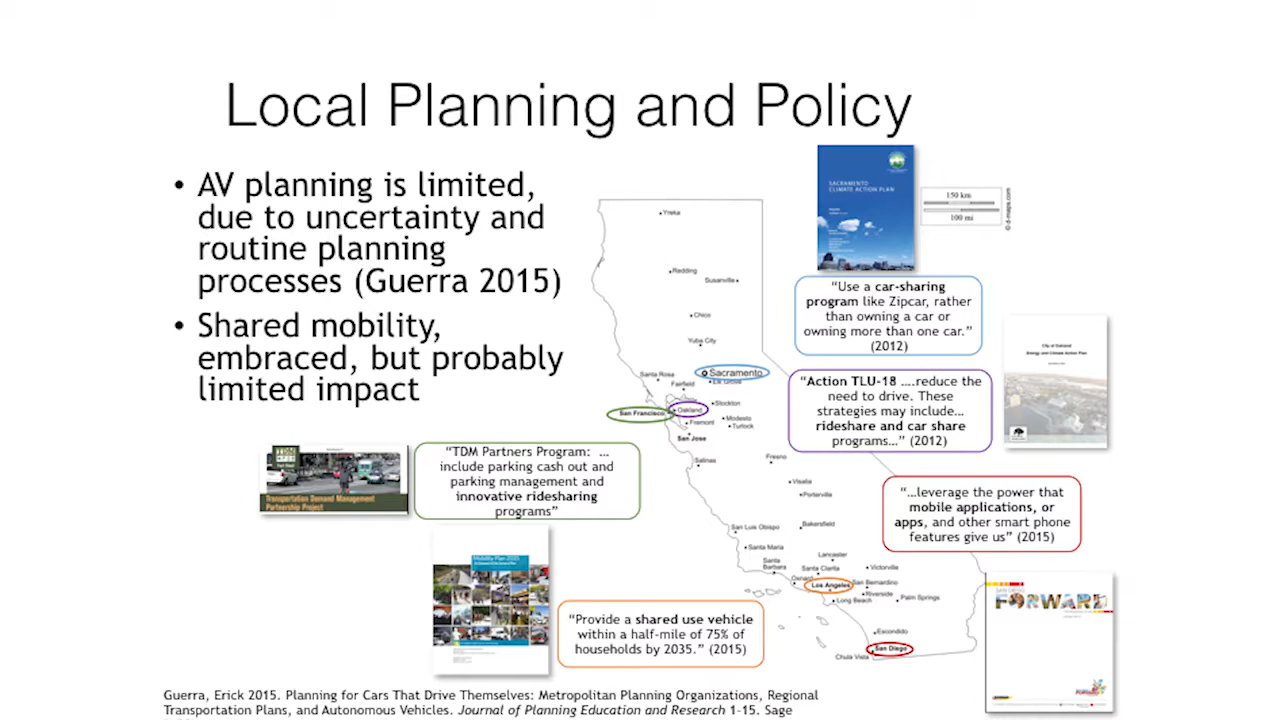 Local Planning and Policy
• AV planning is limited,
due to uncertainty and
routine planning
processes (Guerra 2015)
• Shared mobility,
embraced, but probably
limited impact
SACRAMENTO
CLIMATE ACTION PLAN
150 km
100 mi
© d-maps.com
Yreka
Redding
Susanville
Chico
Yuba City
Sacramento
Santa Rosa
Fairfield
Elk Grove
Stockton
San Francisco
Oakland
Modesto
Fremont
Turlock
San Jose
Salinas
Fresno
Visalia
Porterville
San Luis Obispo
Bakersfield
Santa Maria
Lancaster
Santa
Barbara
Santa Clarita
Victorville
Oxnard
Los Angeles
San Bernardino
Riverside
Long Beach
Palm Springs
Escondido
San Diego
Chula Vista
“Use a car-sharing
program like Zipcar, rather
than owning a car or
owning more than one car.”
(2012)
City of Oakland
Energy and Climate Action Plan
“Action TLU-18 ….reduce the
need to drive. These
strategies may include…
rideshare and car share
programs…” (2012)
TDM
Transportation Demand Management
Partnership Project
“TDM Partners Program: …
include parking cash out and
parking management and
innovative ridesharing
programs”
“…leverage the power that
mobile applications, or
apps, and other smart phone
features give us” (2015)
Mobility Plan 2035
“Provide a shared use vehicle
within a half-mile of 75% of
households by 2035.” (2015)
SAN DIEGO
FORWARD
Guerra, Erick 2015. Planning for Cars That Drive Themselves: Metropolitan Planning Organizations, Regional
Transportation Plans, and Autonomous Vehicles. Journal of Planning Education and Research 1–15. Sage